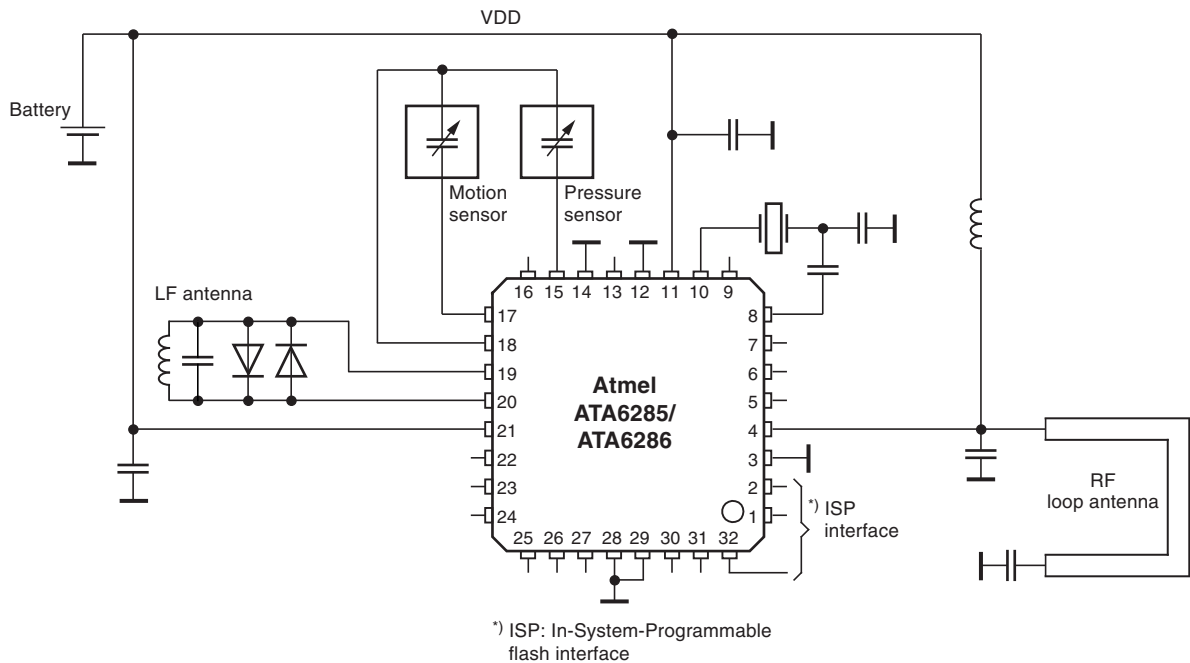 VDD
Battery
Motion
sensor
Pressure
sensor
LF antenna
16 15 14 13 12 11 10 9
17
18
19
20
21
22
23
24
8
7
6
5
4
3
2
1
Atmel
ATA6285/
ATA6286
25 26 27 28 29 30 31 32
*) ISP
interface
RF
loop antenna
*) ISP: In-System-Programmable
flash interface